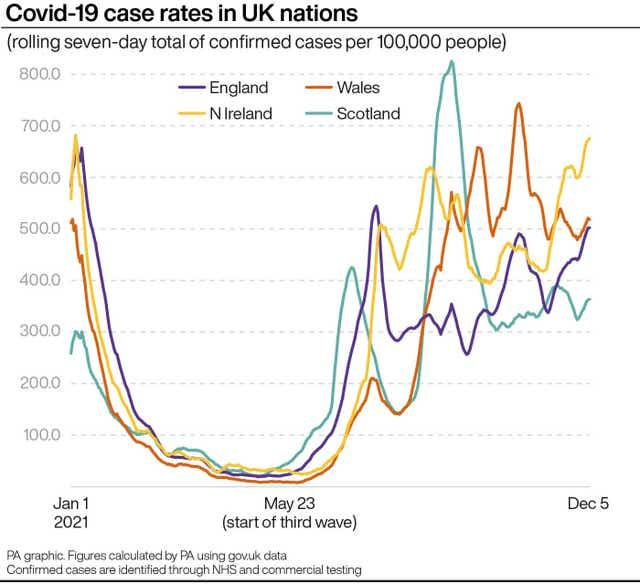 Covid-19 case rates in UK nations
(rolling seven-day total of confirmed cases per 100,000 people)
800.0
England
Wales
N Ireland
Scotland
700.0
600.0
500.0
400.0
300.0
200.0
100.0
Jan 1
2021
May 23
(start of third wave)
Dec 5
PA graphic. Figures calculated by PA using gov.uk data
Confirmed cases are identified through NHS and commercial testing